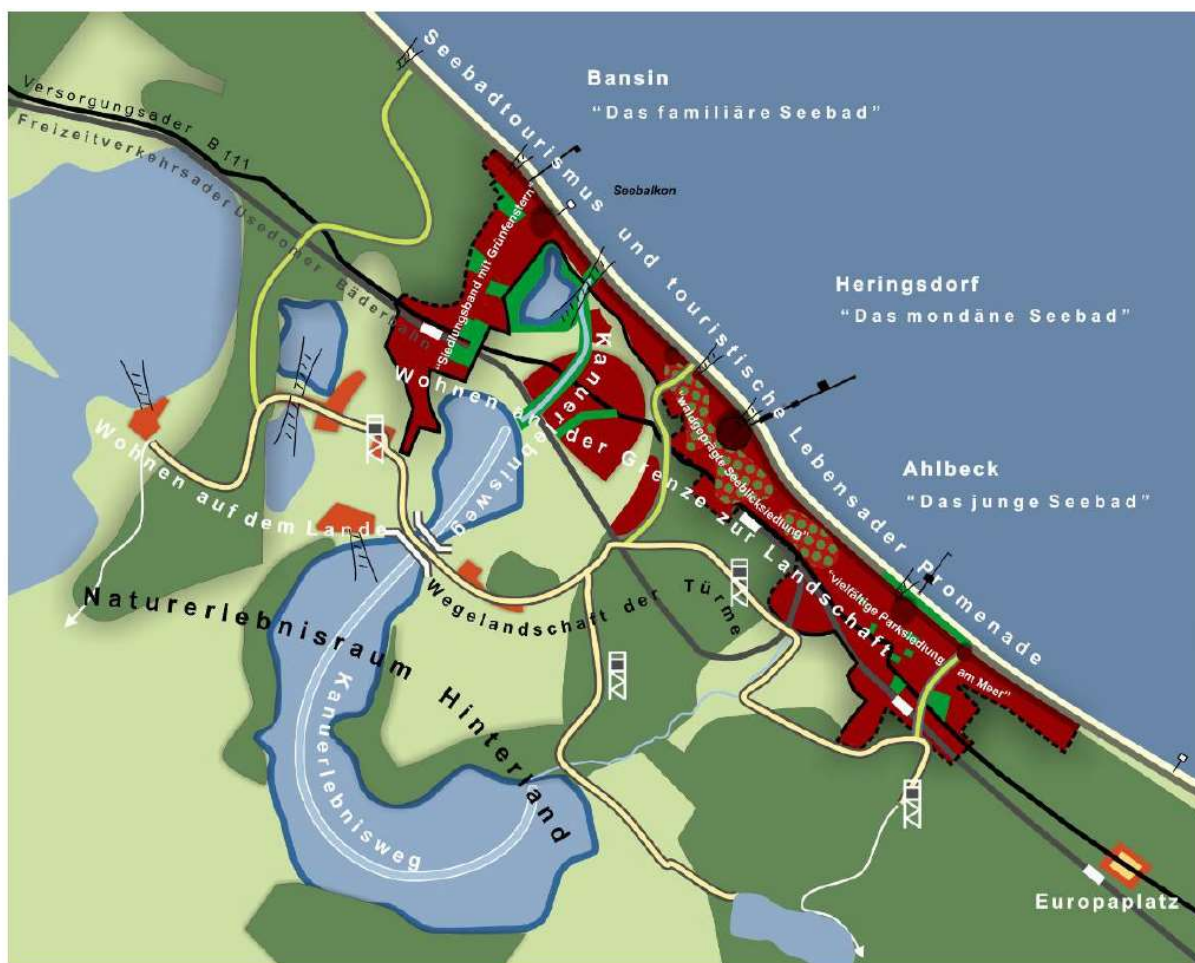 Seebadtourismus und touristische Lebensader Promenade
Bansin
"Das familiäre Seebad"
Versorgungsader B 111
Freizeitverkehrsader Usedomer Bäderbahn
Seebalkon
"Siedlungsband mit Grünfenstern"
Heringsdorf
"Das mondäne Seebad"
Kanuerlebnisweg
Wohnen an der Grenze zur Landschaft
"waldgeprägte Seeblicksiedlung"
Ahlbeck
"Das junge Seebad"
Wohnen auf dem Lande
Wegelandschaft der Türme
"vielfältige Parksiedlung am Meer"
Naturerlebnisraum Hinterland
Kanuerlebnisweg
Europaplatz